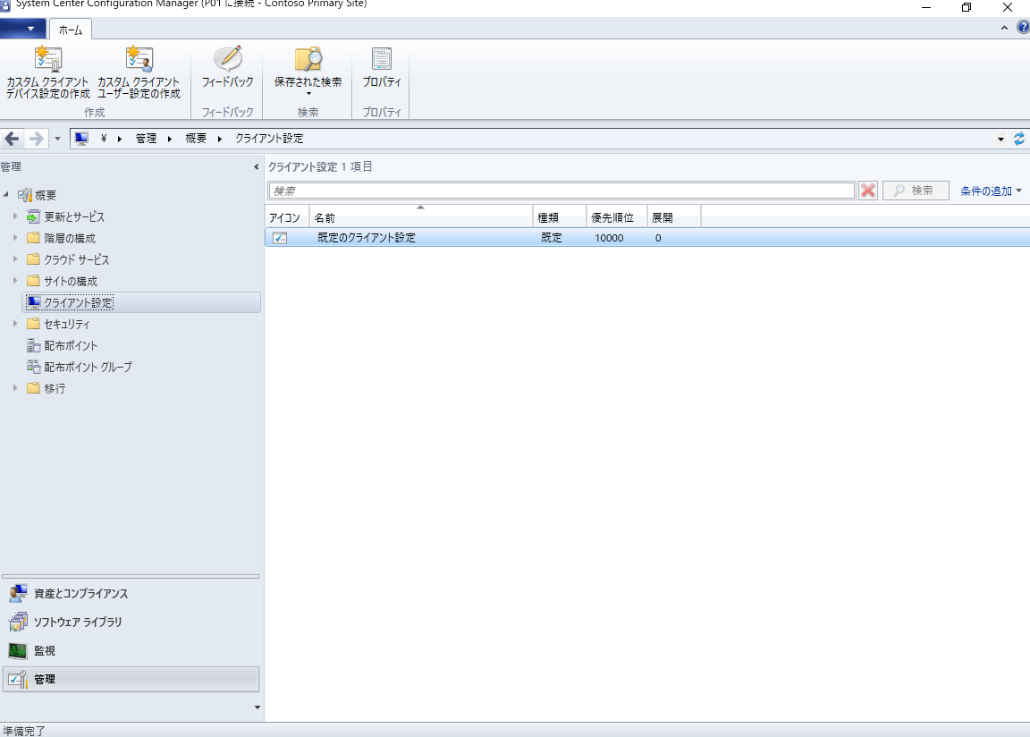 System Center Configuration Manager (P01 に接続 - Contoso Primary Site)
ホーム
カスタム クライアント デバイス設定の作成
カスタム クライアント ユーザー設定の作成
フィードバック
保存された検索
プロパティ
作成
フィードバック
検索
プロパティ
¥ 管理 概要 クライアント設定
管理
概要
更新とサービス
階層の構成
クラウド サービス
サイトの構成
クライアント設定
セキュリティ
配布ポイント
配布ポイント グループ
移行
資産とコンプライアンス
ソフトウェア ライブラリ
監視
管理
クライアント設定 1 項目
検索
検索
条件の追加
アイコン 名前 種類 優先順位 展開
既定のクライアント設定 既定 10000 0
準備完了